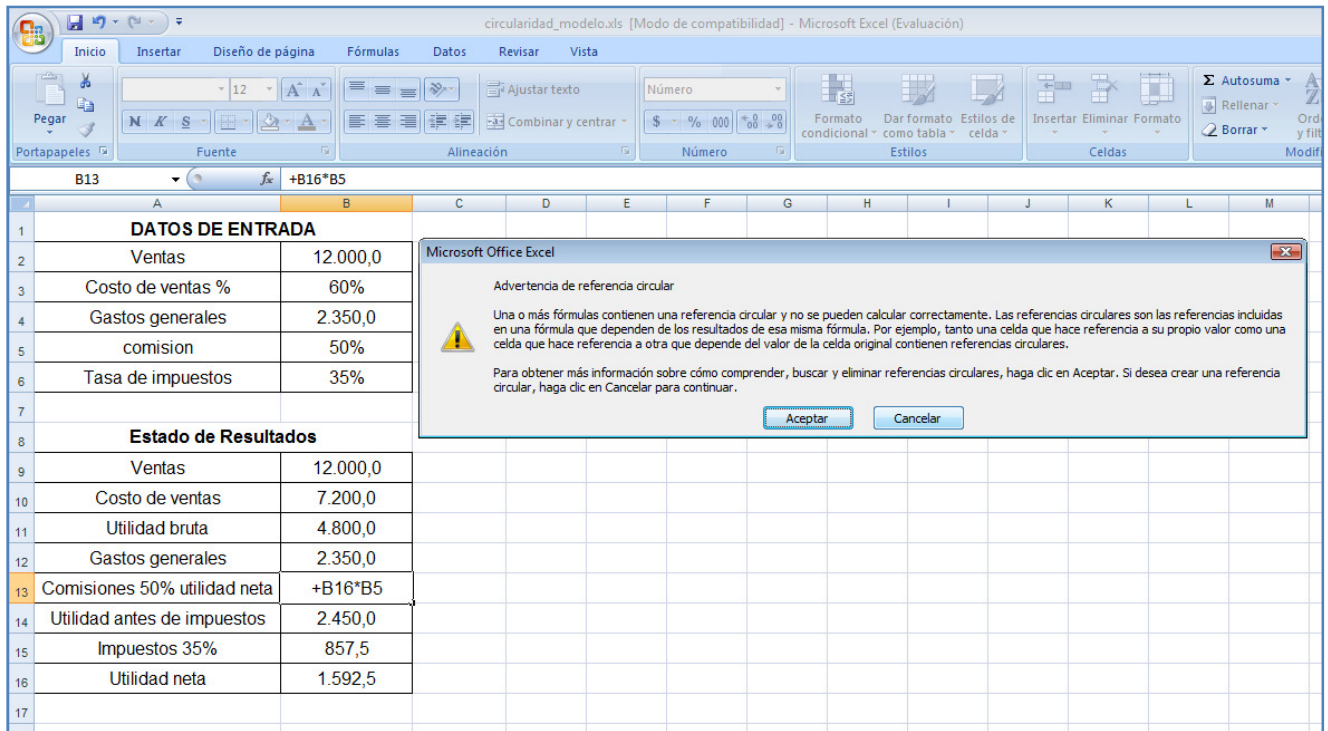 circularidad_modelo.xls [Modo de compatibilidad] - Microsoft Excel (Evaluación)
Inicio Insertar Diseño de página Fórmulas Datos Revisar Vista
Pegar
12 A A
N K S A
Ajustar texto
Combinar y centrar
Número
$ % 000
Formato condicional
Dar formato como tabla
Estilos de celda
Insertar Eliminar Formato
Σ Autosuma
Rellenar
Borrar
Portapapeles Fuente Alineación Número Estilos Celdas
B13 fx +B16*B5
A B C D E F G H I J K L M
1 DATOS DE ENTRADA
2 Ventas 12.000,0
3 Costo de ventas % 60%
4 Gastos generales 2.350,0
5 comision 50%
6 Tasa de impuestos 35%
7
8 Estado de Resultados
9 Ventas 12.000,0
10 Costo de ventas 7.200,0
11 Utilidad bruta 4.800,0
12 Gastos generales 2.350,0
13 Comisiones 50% utilidad neta +B16*B5
14 Utilidad antes de impuestos 2.450,0
15 Impuestos 35% 857,5
16 Utilidad neta 1.592,5
17
Microsoft Office Excel
Advertencia de referencia circular
Una o más fórmulas contienen una referencia circular y no se pueden calcular correctamente. Las referencias circulares son las referencias incluidas
en una fórmula que dependen de los resultados de esa misma fórmula. Por ejemplo, tanto una celda que hace referencia a su propio valor como una
celda que hace referencia a otra que depende del valor de la celda original contienen referencias circulares.
Para obtener más información sobre cómo comprender, buscar y eliminar referencias circulares, haga clic en Aceptar. Si desea crear una referencia
circular, haga clic en Cancelar para continuar.
Aceptar Cancelar